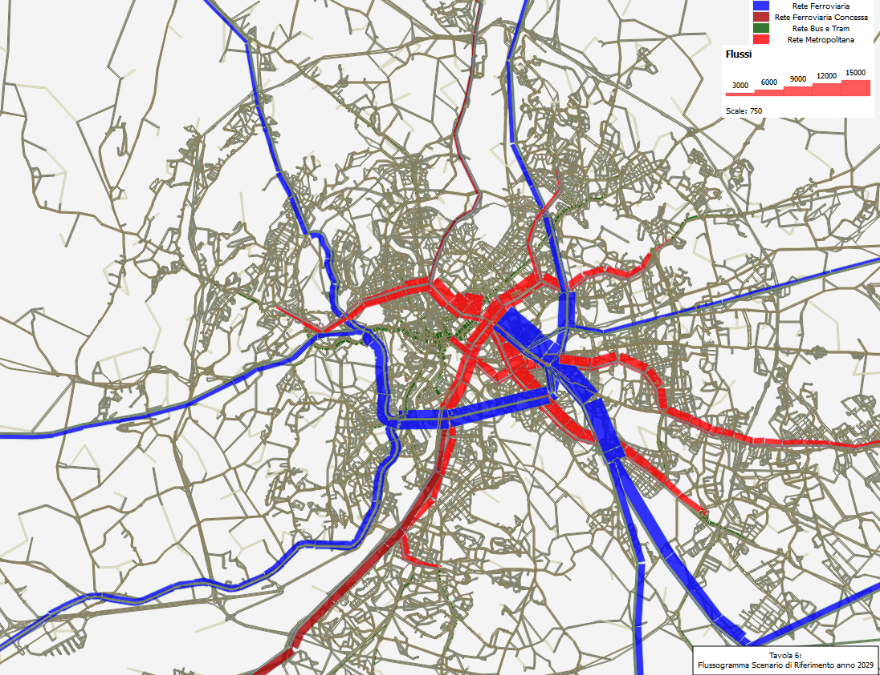 Rete Ferroviaria
Rete Ferroviaria Concessa
Rete Bus e Tram
Rete Metropolitana
Flussi
3000 6000 9000 12000 15000
Scale: 750
Tavola 6:
Flussogramma Scenario di Riferimento anno 2029